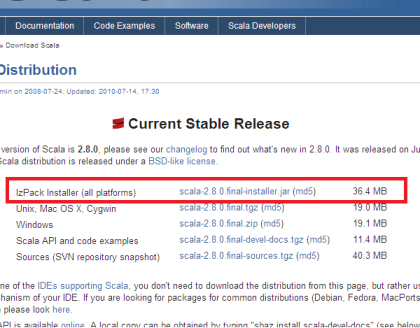 Documentation Code Examples Software Scala Developers
» Download Scala
Distribution
min on 2008-07-24. Updated: 2010-07-14, 17:30
Current Stable Release
version of Scala is 2.8.0, please see our changelog to find out what's new in 2.8.0. It was released on Ju
Scala distribution is released under a BSD-like license.
IzPack Installer (all platforms) scala-2.8.0.final-installer.jar (md5) 36.4 MB
Unix, Mac OS X, Cygwin scala-2.8.0.final.tgz (md5) 19.0 MB
Windows scala-2.8.0.final.zip (md5) 19.1 MB
Scala API and code examples scala-2.8.0.final-devel-docs.tgz (md5) 11.4 MB
Sources (SVN repository snapshot) scala-2.8.0.final-sources.tgz (md5) 40.3 MB
one of the IDEs supporting Scala, you don't need to download the distribution from this page, but rather us
chanism of your IDE. If you are looking for packages for common distributions (Debian, Fedora, MacPorts
) please look here.
API is available online. A local copy can be obtained by typing "sbaz install scala-devel-docs" (see below